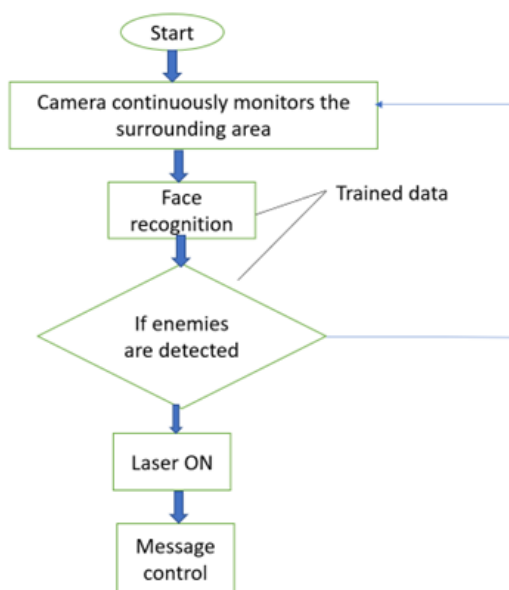 Start
Camera continuously monitors the
surrounding area
Face
recognition
Trained data
If enemies
are detected
Laser ON
Message
control